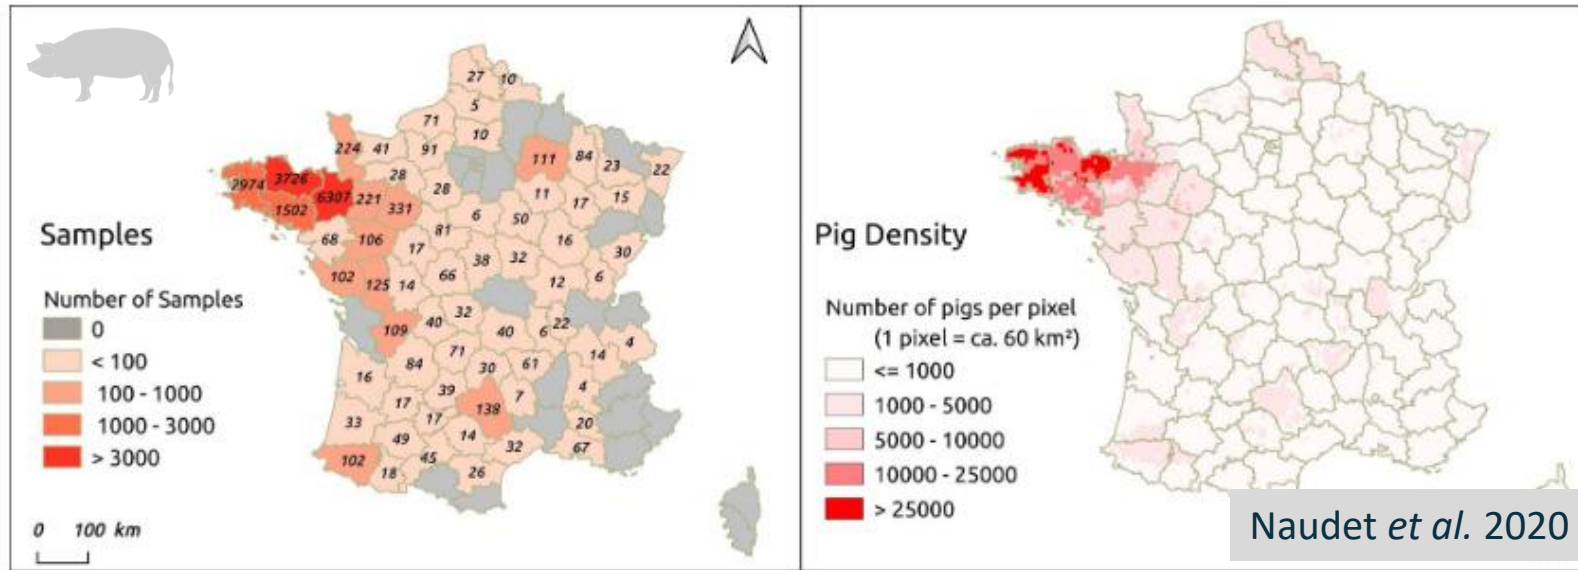 27 10
5
71
10
224 41 91
111 84 23 22
28
2974 3726 28
6307 221 11 15
1502 331 17
6 50
81
68 106 17 16 30
38 32
102 125 14 66 12 6
32
109 40 40 6 22
4
71 14
84 30 61
16
39 4
17 7
138
33 17 20
14
49 32 67
102 45
18 26
Samples
Number of Samples
0
< 100
100 - 1000
1000 - 3000
> 3000
0 100 km
Pig Density
Number of pigs per pixel
(1 pixel = ca. 60 km²)
<= 1000
1000 - 5000
5000 - 10000
10000 - 25000
> 25000
Naudet et al. 2020